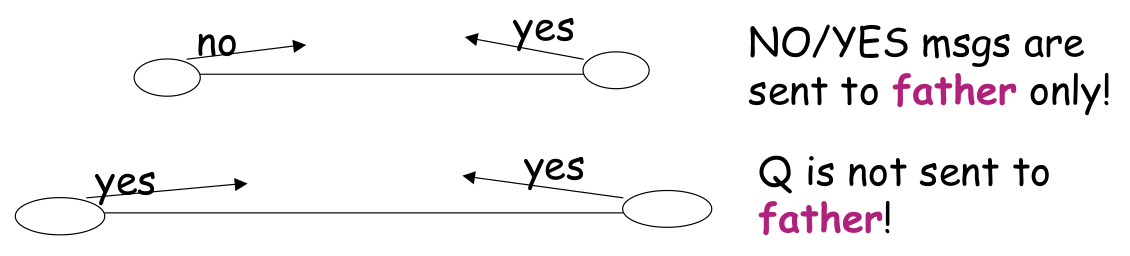 no
yes
NO/YES msgs are
sent to father only!
yes
yes
Q is not sent to
father!